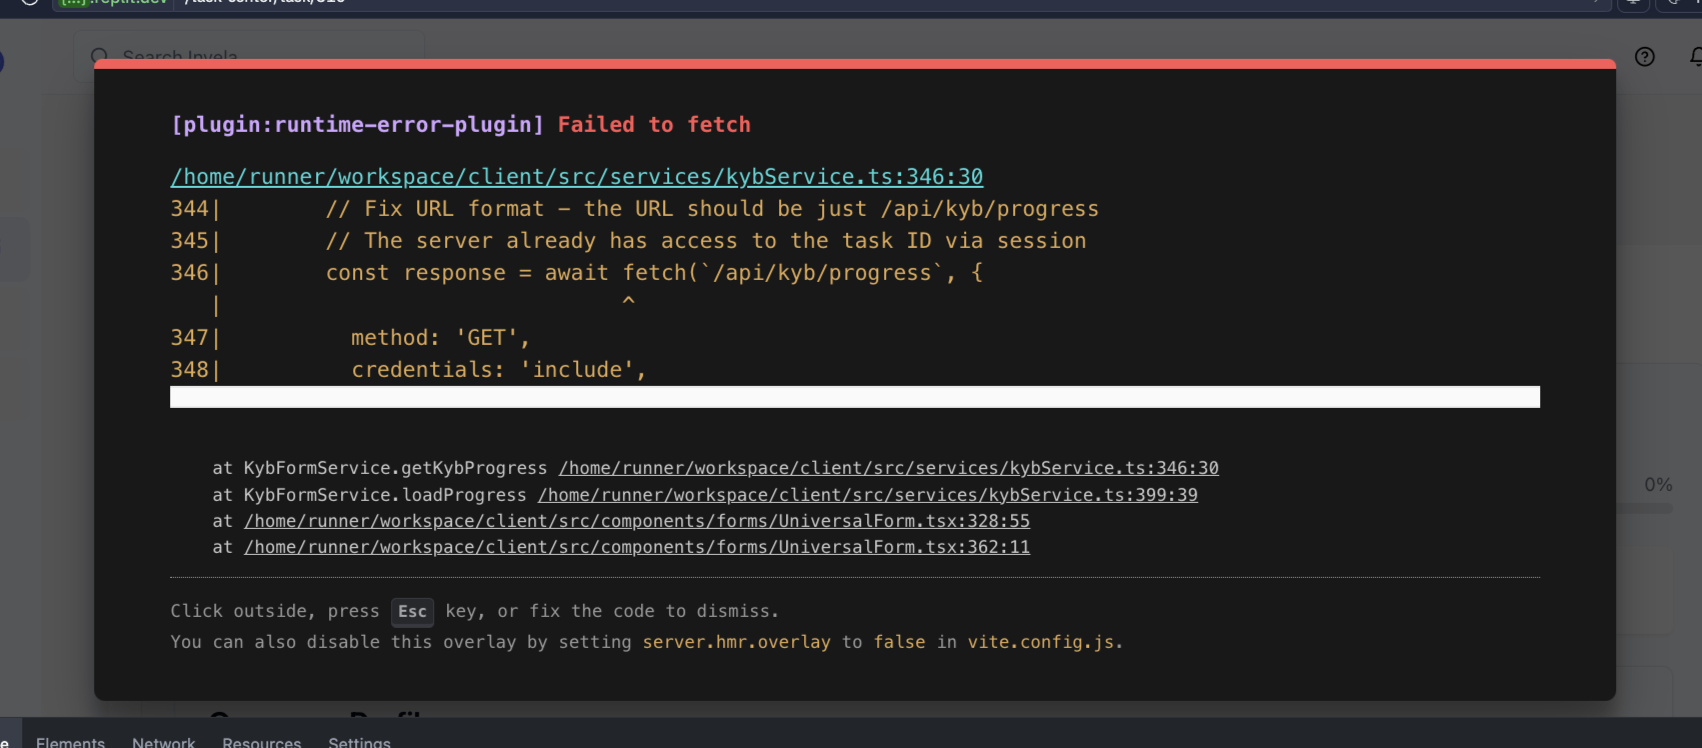 [...].replit.dev
Search Invela
[plugin:runtime-error-plugin] Failed to fetch
/home/runner/workspace/client/src/services/kybService.ts:346:30
344|        // Fix URL format – the URL should be just /api/kyb/progress
345|        // The server already has access to the task ID via session
346|        const response = await fetch(`/api/kyb/progress`, {
|                               ^
347|          method: 'GET',
348|          credentials: 'include',
at KybFormService.getKybProgress /home/runner/workspace/client/src/services/kybService.ts:346:30
at KybFormService.loadProgress /home/runner/workspace/client/src/services/kybService.ts:399:39
at /home/runner/workspace/client/src/components/forms/UniversalForm.tsx:328:55
at /home/runner/workspace/client/src/components/forms/UniversalForm.tsx:362:11
0%
Click outside, press Esc key, or fix the code to dismiss.
You can also disable this overlay by setting server.hmr.overlay to false in vite.config.js.
Elements Network Resources Settings